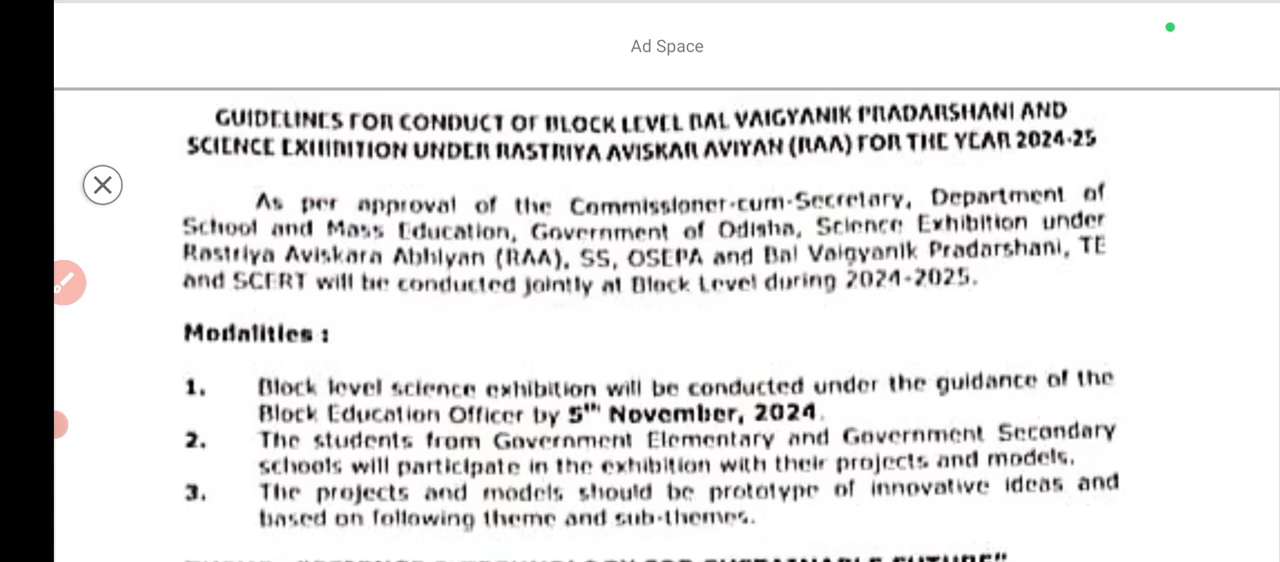 Ad Space
GUIDELINES FOR CONDUCT OF BLOCK LEVEL BAL VAIGYANIK PRADARSHANI AND
SCIENCE EXHIBITION UNDER RASTRIYA AVISKAR AVIYAN (RAA) FOR THE YEAR 2024-25
As per approval of the Commissioner-cum-Secretary, Department of
School and Mass Education, Government of Odisha, Science Exhibition under
Rastriya Aviskara Abhiyan (RAA), SS, OSEPA and Bal Vaigyanik Pradarshani, TE
and SCERT will be conducted jointly at Block Level during 2024-2025.
Modalities :
1. Block level science exhibition will be conducted under the guidance of the
Block Education Officer by 5th November, 2024.
2. The students from Government Elementary and Government Secondary
schools will participate in the exhibition with their projects and models.
3. The projects and models should be prototype of innovative ideas and
based on following theme and sub-themes.
FUTURE"